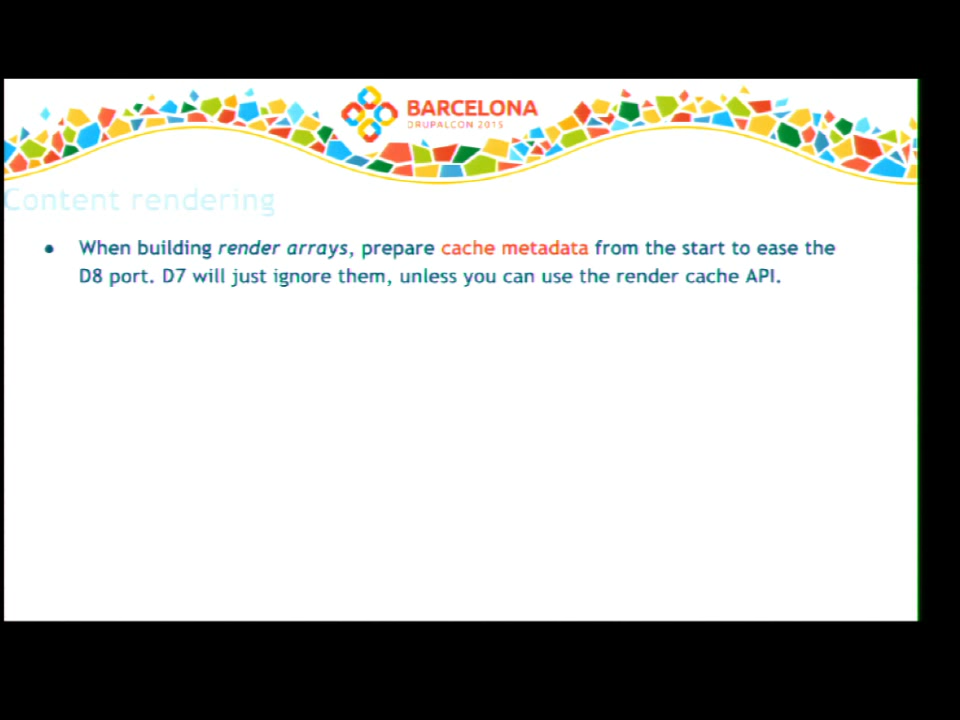 BARCELONA
DRUPALCON 2015
Content rendering
● When building render arrays, prepare cache metadata from the start to ease the
D8 port. D7 will just ignore them, unless you can use the render cache API.